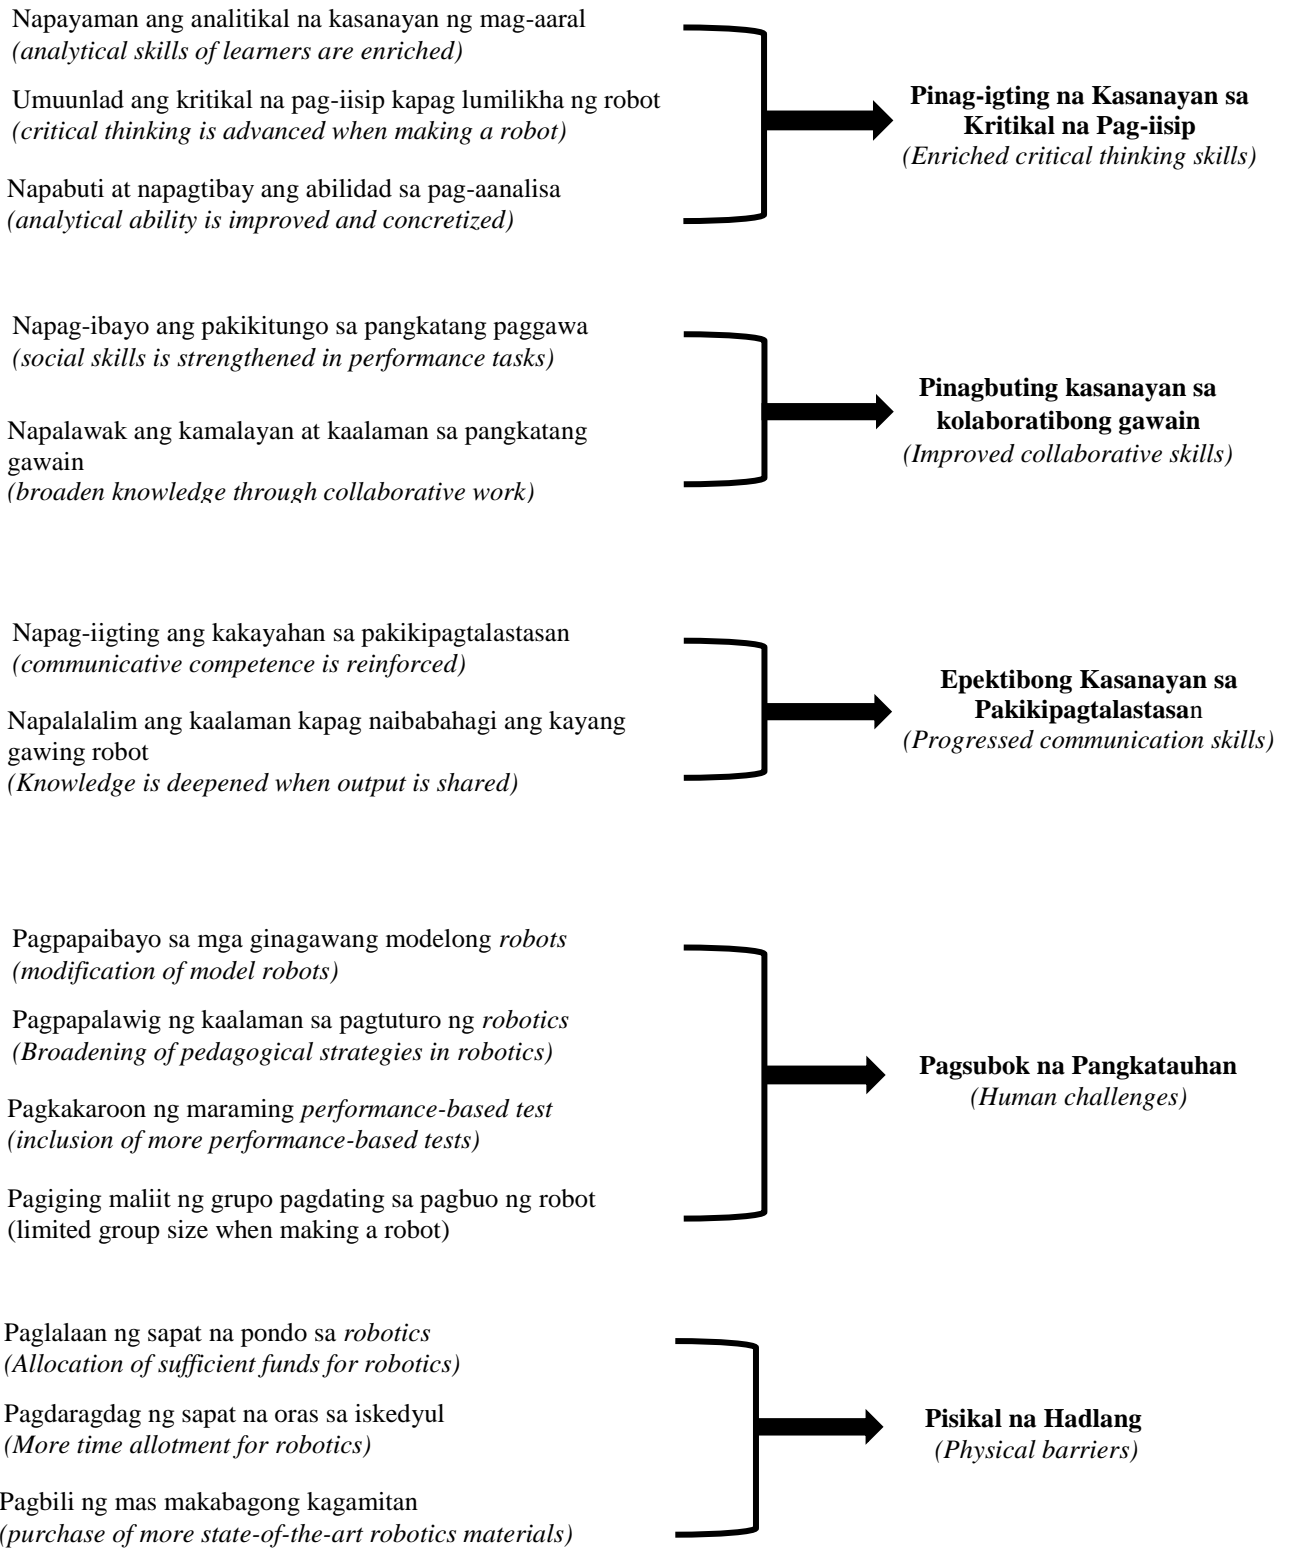 Napayaman ang analitikal na kasanayan ng mag-aaral
(analytical skills of learners are enriched)
Umuunlad ang kritikal na pag-iisip kapag lumilikha ng robot
(critical thinking is advanced when making a robot)
Napabuti at napagtibay ang abilidad sa pag-aanalisa
(analytical ability is improved and concretized)
Pinag-igting na Kasanayan sa
Kritikal na Pag-iisip
(Enriched critical thinking skills)
Napag-ibayo ang pakikitungo sa pangkatang paggawa
(social skills is strengthened in performance tasks)
Napalawak ang kamalayan at kaalaman sa pangkatang
gawain
(broaden knowledge through collaborative work)
Pinagbuting kasanayan sa
kolaboratibong gawain
(Improved collaborative skills)
Napag-iigting ang kakayahan sa pakikipagtalastasan
(communicative competence is reinforced)
Napalalalim ang kaalaman kapag naibabahagi ang kayang
gawing robot
(Knowledge is deepened when output is shared)
Epektibong Kasanayan sa
Pakikipagtalastasan
(Progressed communication skills)
Pagpapaibayo sa mga ginagawang modelong robots
(modification of model robots)
Pagpapalawig ng kaalaman sa pagtuturo ng robotics
(Broadening of pedagogical strategies in robotics)
Pagkakaroon ng maraming performance-based test
(inclusion of more performance-based tests)
Pagiging maliit ng grupo pagdating sa pagbuo ng robot
(limited group size when making a robot)
Pagsubok na Pangkatauhan
(Human challenges)
Paglalaan ng sapat na pondo sa robotics
(Allocation of sufficient funds for robotics)
Pagdaragdag ng sapat na oras sa iskedyul
(More time allotment for robotics)
Pagbili ng mas makabagong kagamitan
(purchase of more state-of-the-art robotics materials)
Pisikal na Hadlang
(Physical barriers)